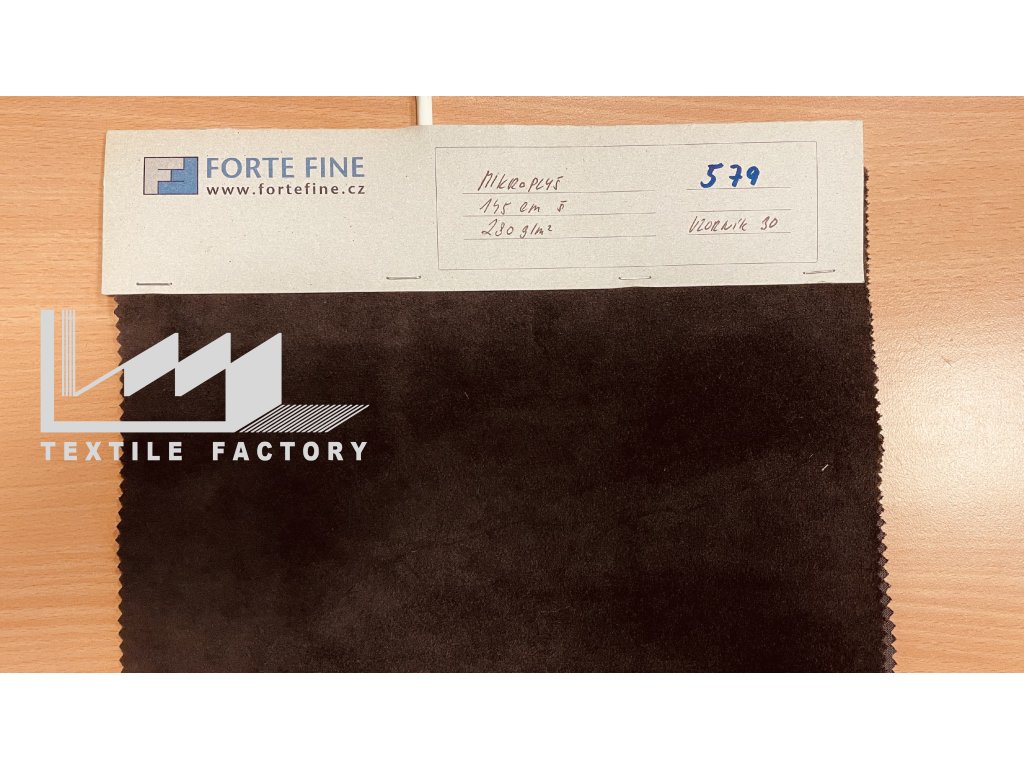 FORTE FINE
www.fortefine.cz
MIKROPLYŠ
145 cm š
230 g/m²
579
VZORNÍK 30
TEXTILE FACTORY